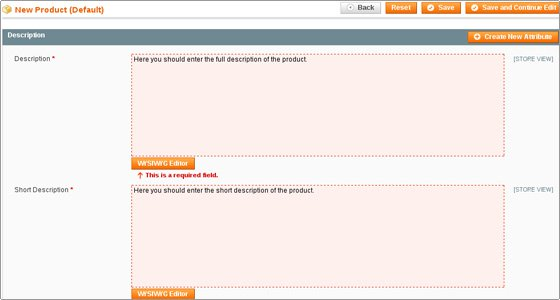 New Product (Default)
Back
Reset
Save
Save and Continue Edit
Description
Create New Attribute
Description *
Here you should enter the full description of the product.
[STORE VIEW]
WYSIWYG Editor
This is a required field.
Short Description *
Here you should enter the short description of the product.
[STORE VIEW]
WYSIWYG Editor